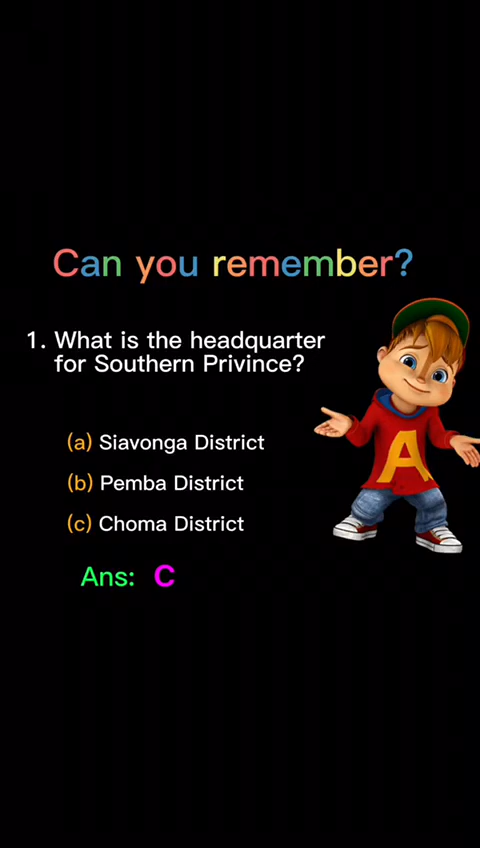 Can you remember?
1. What is the headquarter
for Southern Privince?
(a) Siavonga District
(b) Pemba District
(c) Choma District
Ans: C
A